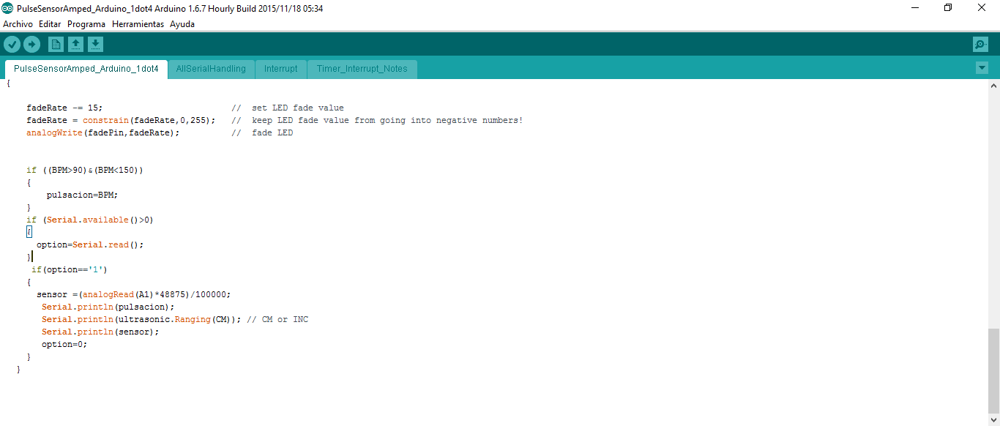 PulseSensorAmped_Arduino_1dot4 Arduino 1.6.7 Hourly Build 2015/11/18 05:34
Archivo Editar Programa Herramientas Ayuda
PulseSensorAmped_Arduino_1dot4 AllSerialHandling Interrupt Timer_Interrupt_Notes
{
fadeRate -= 15; // set LED fade value
fadeRate = constrain(fadeRate,0,255); // keep LED fade value from going into negative numbers!
analogWrite(fadePin,fadeRate); // fade LED
if ((BPM>90)&(BPM<150))
{
pulsacion=BPM;
}
if (Serial.available()>0)
{
option=Serial.read();
}
if(option=='1')
{
sensor =(analogRead(A1)*48875)/100000;
Serial.println(pulsacion);
Serial.println(ultrasonic.Ranging(CM)); // CM or INC
Serial.println(sensor);
option=0;
}
}